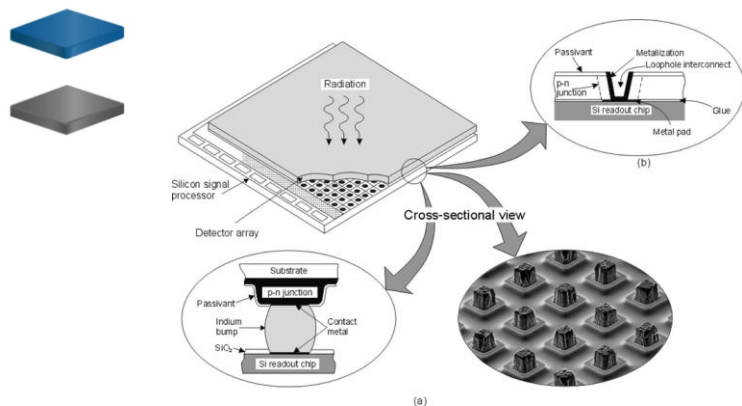 Radiation
Silicon signal
processor
Detector array
Cross-sectional view
Passivant
Metallization
Loophole interconnect
p-n
junction
Si readout chip
Glue
Metal pad
(b)
Substrate
p-n junction
Passivant
Indium
bump
Contact
metal
SiO₂
Si readout chip
(a)